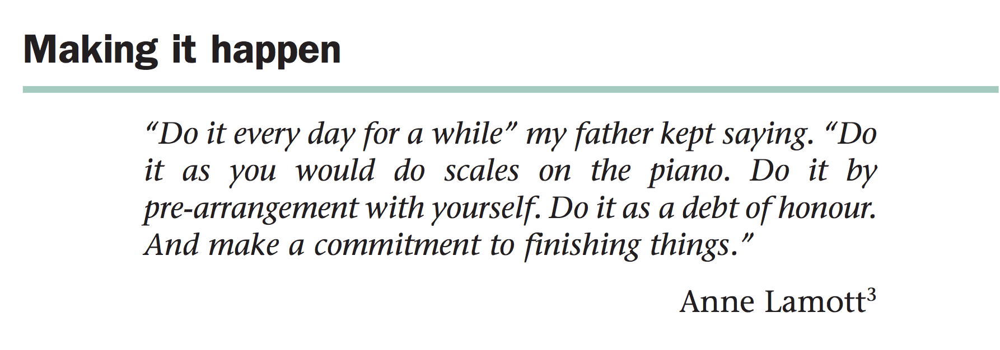 Making it happen
“Do it every day for a while” my father kept saying. “Do
it as you would do scales on the piano. Do it by
pre-arrangement with yourself. Do it as a debt of honour.
And make a commitment to finishing things.”
Anne Lamott³